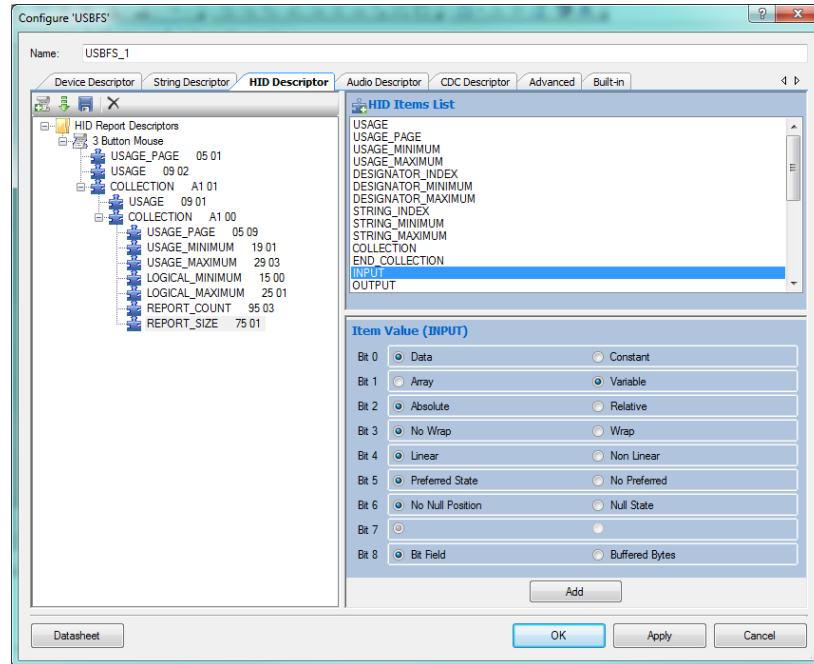 Configure 'USBFS'
Name: USBFS_1
Device Descriptor String Descriptor HID Descriptor Audio Descriptor CDC Descriptor Advanced Built-in
HID Report Descriptors
3 Button Mouse
USAGE_PAGE 05 01
USAGE 09 02
COLLECTION A1 01
USAGE 09 01
COLLECTION A1 00
USAGE_PAGE 05 09
USAGE_MINIMUM 19 01
USAGE_MAXIMUM 29 03
LOGICAL_MINIMUM 15 00
LOGICAL_MAXIMUM 25 01
REPORT_COUNT 95 03
REPORT_SIZE 75 01
HID Items List
USAGE
USAGE_PAGE
USAGE_MINIMUM
USAGE_MAXIMUM
DESIGNATOR_INDEX
DESIGNATOR_MINIMUM
DESIGNATOR_MAXIMUM
STRING_INDEX
STRING_MINIMUM
STRING_MAXIMUM
COLLECTION
END_COLLECTION
INPUT
OUTPUT
Item Value (INPUT)
Bit 0 Data Constant
Bit 1 Array Variable
Bit 2 Absolute Relative
Bit 3 No Wrap Wrap
Bit 4 Linear Non Linear
Bit 5 Preferred State No Preferred
Bit 6 No Null Position Null State
Bit 7
Bit 8 Bit Field Buffered Bytes
Add
Datasheet OK Apply Cancel